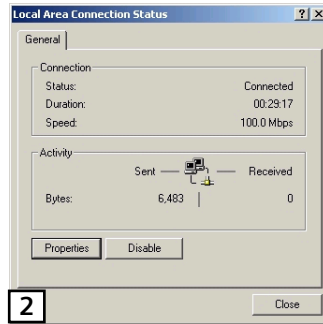 Local Area Connection Status
General
Connection
Status: Connected
Duration: 00:29:17
Speed: 100.0 Mbps
Activity
Sent Received
Bytes: 6,483 0
Properties Disable
2 Close